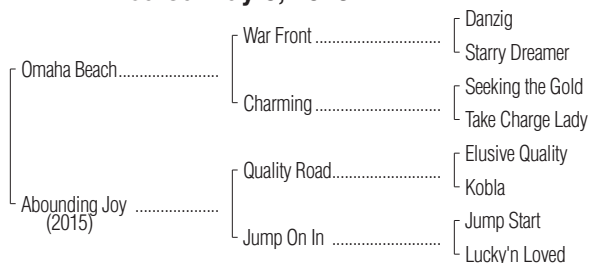 Danzig
War Front
Starry Dreamer
Omaha Beach
Seeking the Gold
Charming
Take Charge Lady
Elusive Quality
Quality Road
Kobla
Abounding Joy
(2015)
Jump Start
Jump On In
Lucky'n Loved